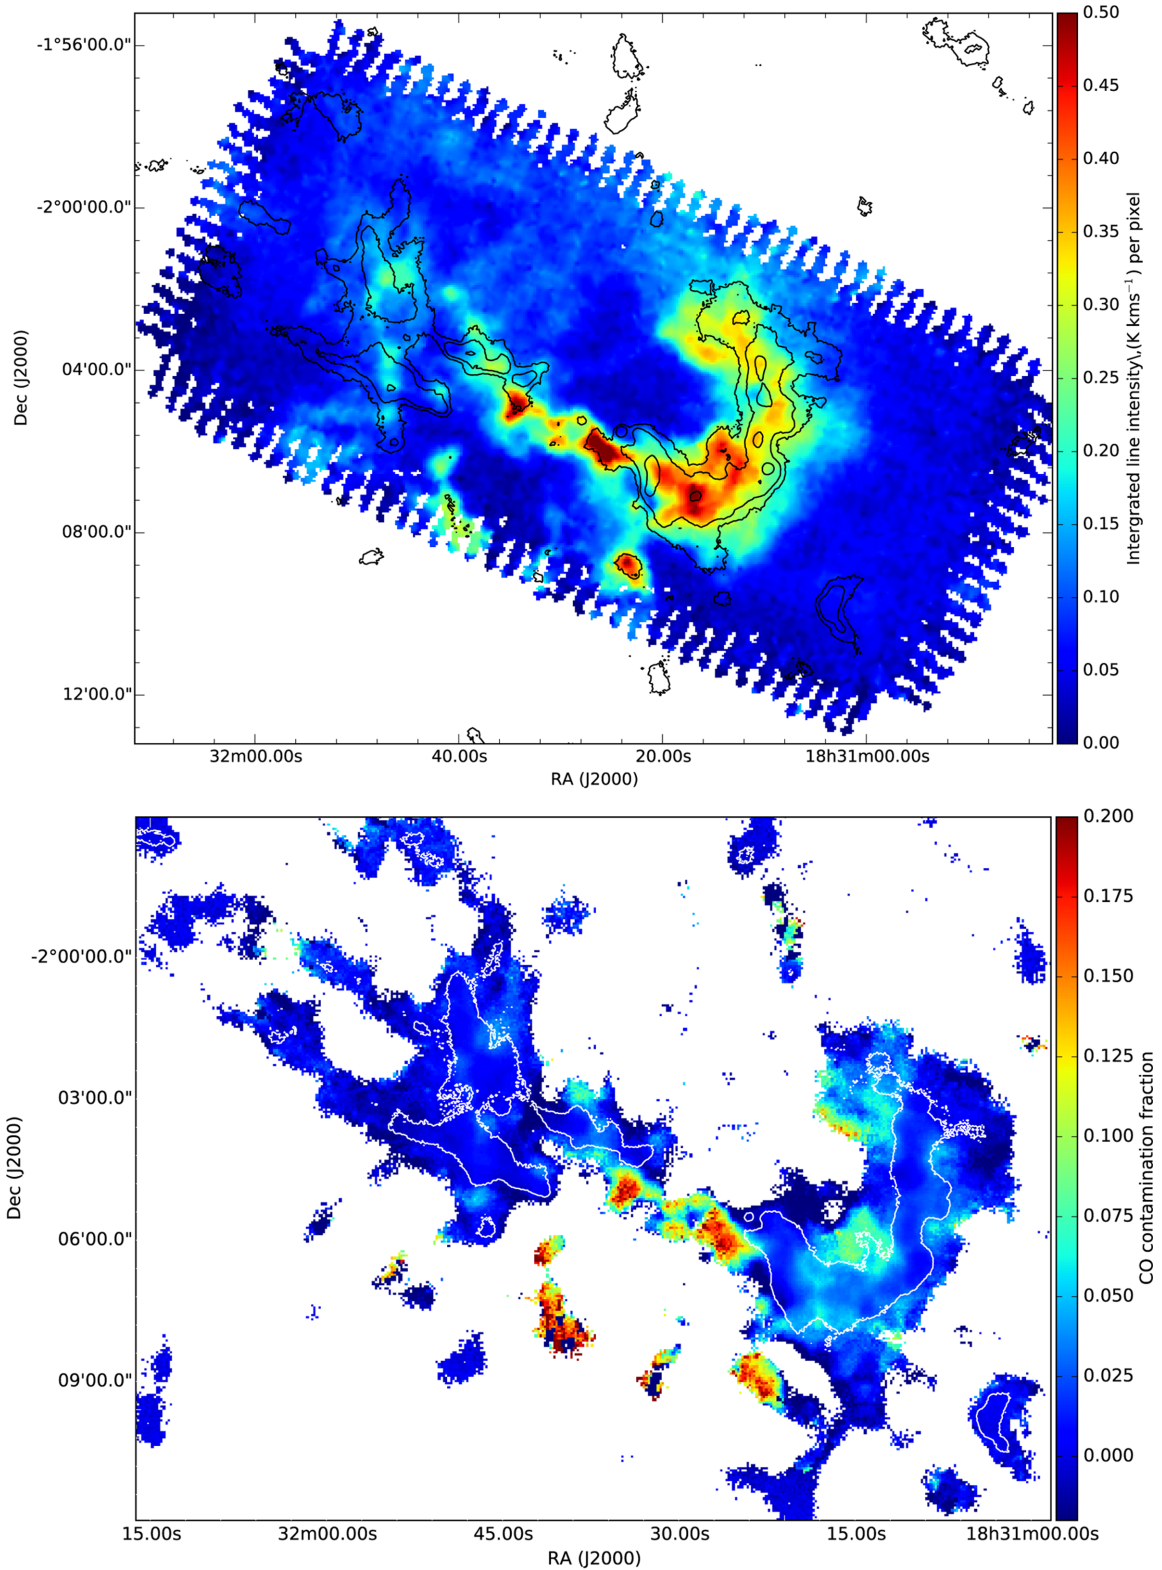 -1°56'00.0"
-2°00'00.0"
04'00.0"
08'00.0"
12'00.0"
Dec (J2000)
32m00.00s
40.00s
20.00s
18h31m00.00s
RA (J2000)
0.50
0.45
0.40
0.35
0.30
0.25
0.20
0.15
0.10
0.05
0.00
Intergrated line intensity\,(K kms⁻¹) per pixel
-2°00'00.0"
03'00.0"
06'00.0"
09'00.0"
Dec (J2000)
15.00s
32m00.00s
45.00s
30.00s
15.00s
18h31m00.00s
RA (J2000)
0.200
0.175
0.150
0.125
0.100
0.075
0.050
0.025
0.000
CO contamination fraction